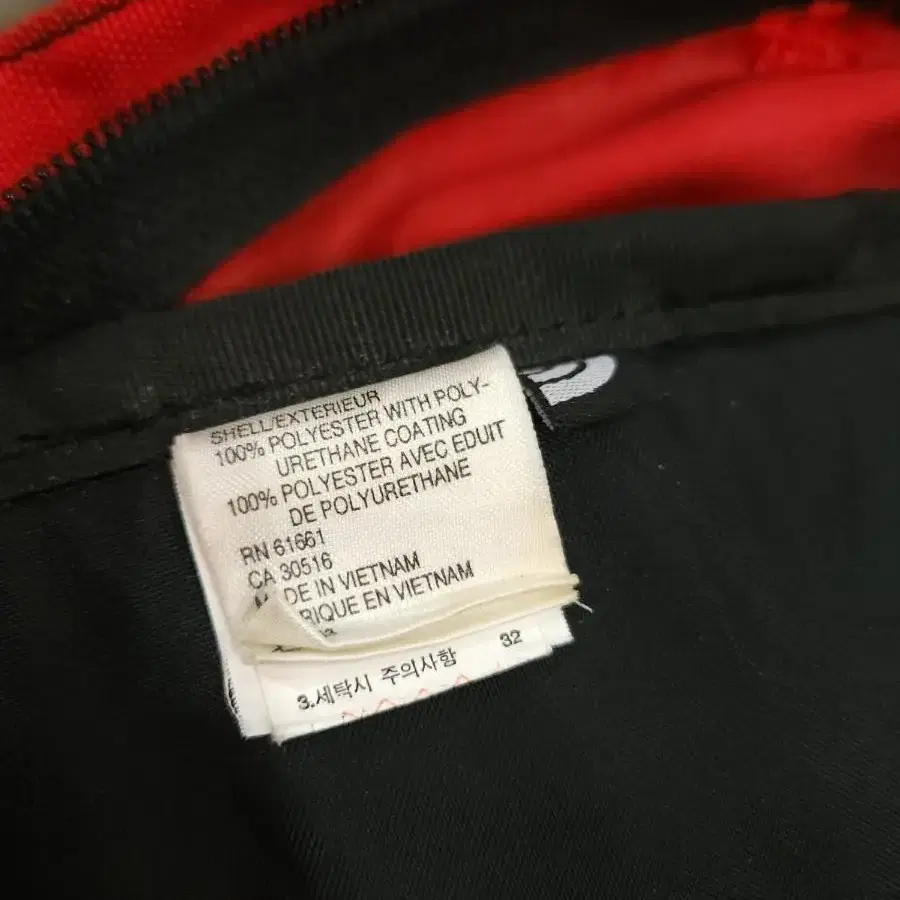 SHELL/EXTERIEUR
100% POLYESTER WITH POLY-
URETHANE COATING
100% POLYESTER AVEC EDUIT
DE POLYURETHANE
RN 61661
CA 30516
DE IN VIETNAM
RIQUE EN VIETNAM
32
3.세탁시 주의사항